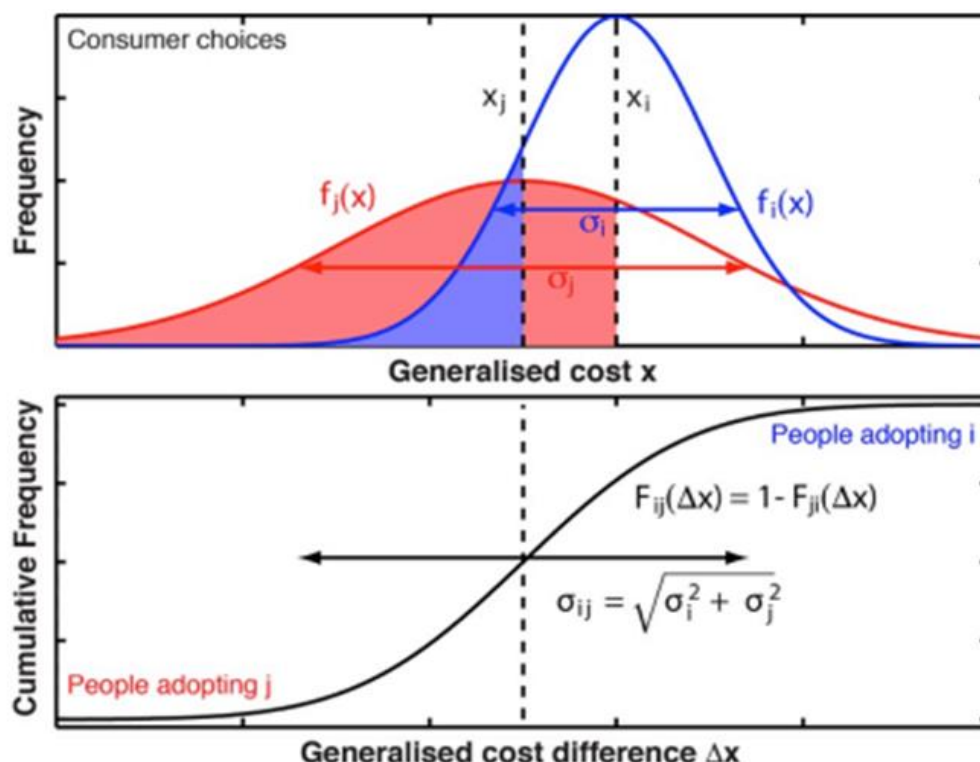 Consumer choices
Frequency
xⱼ
xᵢ
fⱼ(x)
fᵢ(x)
σᵢ
σⱼ
Generalised cost x
Cumulative Frequency
People adopting i
Fᵢⱼ(Δx) = 1- Fⱼᵢ(Δx)
σᵢⱼ = √(σᵢ² + σⱼ²)
People adopting j
Generalised cost difference Δx